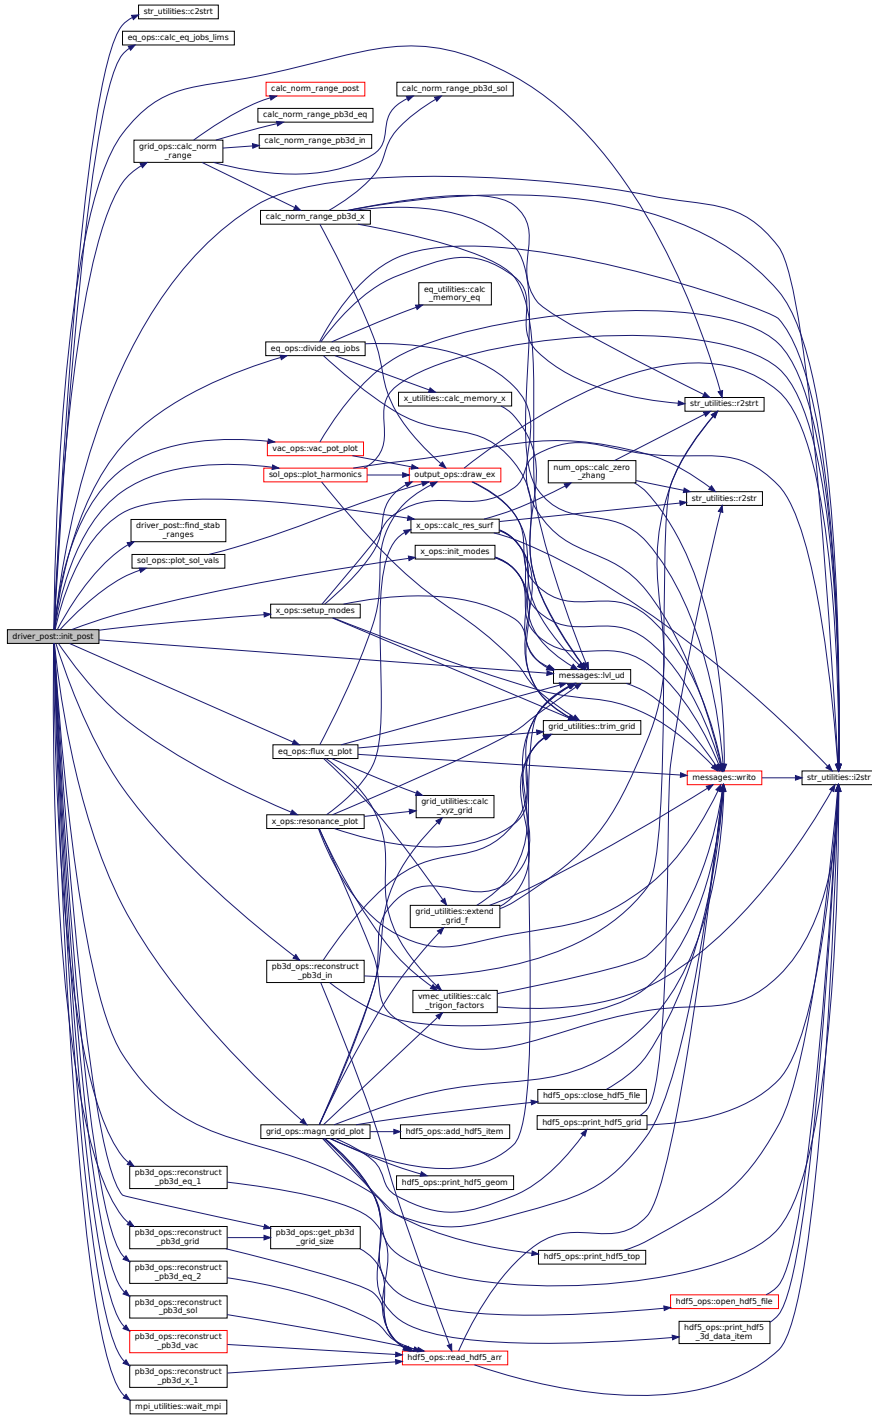 str_utilities::c2strt
eq_ops::calc_eq_jobs_lims
calc_norm_range_post
calc_norm_range_pb3d_sol
calc_norm_range_pb3d_eq
calc_norm_range_pb3d_in
grid_ops::calc_norm
_range
calc_norm_range_pb3d_x
eq_utilities::calc
_memory_eq
eq_ops::divide_eq_jobs
x_utilities::calc_memory_x
str_utilities::r2strt
vac_ops::vac_pot_plot
sol_ops::plot_harmonics
output_ops::draw_ex
num_ops::calc_zero
_zhang
str_utilities::r2str
driver_post::find_stab
_ranges
x_ops::calc_res_surf
x_ops::init_modes
sol_ops::plot_sol_vals
x_ops::setup_modes
driver_post::init_post
messages::lvl_ud
grid_utilities::trim_grid
eq_ops::flux_q_plot
messages::writo
str_utilities::i2str
grid_utilities::calc
_xyz_grid
x_ops::resonance_plot
grid_utilities::extend
_grid_f
pb3d_ops::reconstruct
_pb3d_in
vmec_utilities::calc
_trigon_factors
hdf5_ops::close_hdf5_file
hdf5_ops::print_hdf5_grid
grid_ops::magn_grid_plot
hdf5_ops::add_hdf5_item
hdf5_ops::print_hdf5_geom
pb3d_ops::reconstruct
_pb3d_eq_1
pb3d_ops::reconstruct
_pb3d_grid
pb3d_ops::get_pb3d
_grid_size
hdf5_ops::print_hdf5_top
pb3d_ops::reconstruct
_pb3d_eq_2
pb3d_ops::reconstruct
_pb3d_sol
hdf5_ops::open_hdf5_file
hdf5_ops::print_hdf5
_3d_data_item
pb3d_ops::reconstruct
_pb3d_vac
hdf5_ops::read_hdf5_arr
pb3d_ops::reconstruct
_pb3d_x_1
mpi_utilities::wait_mpi